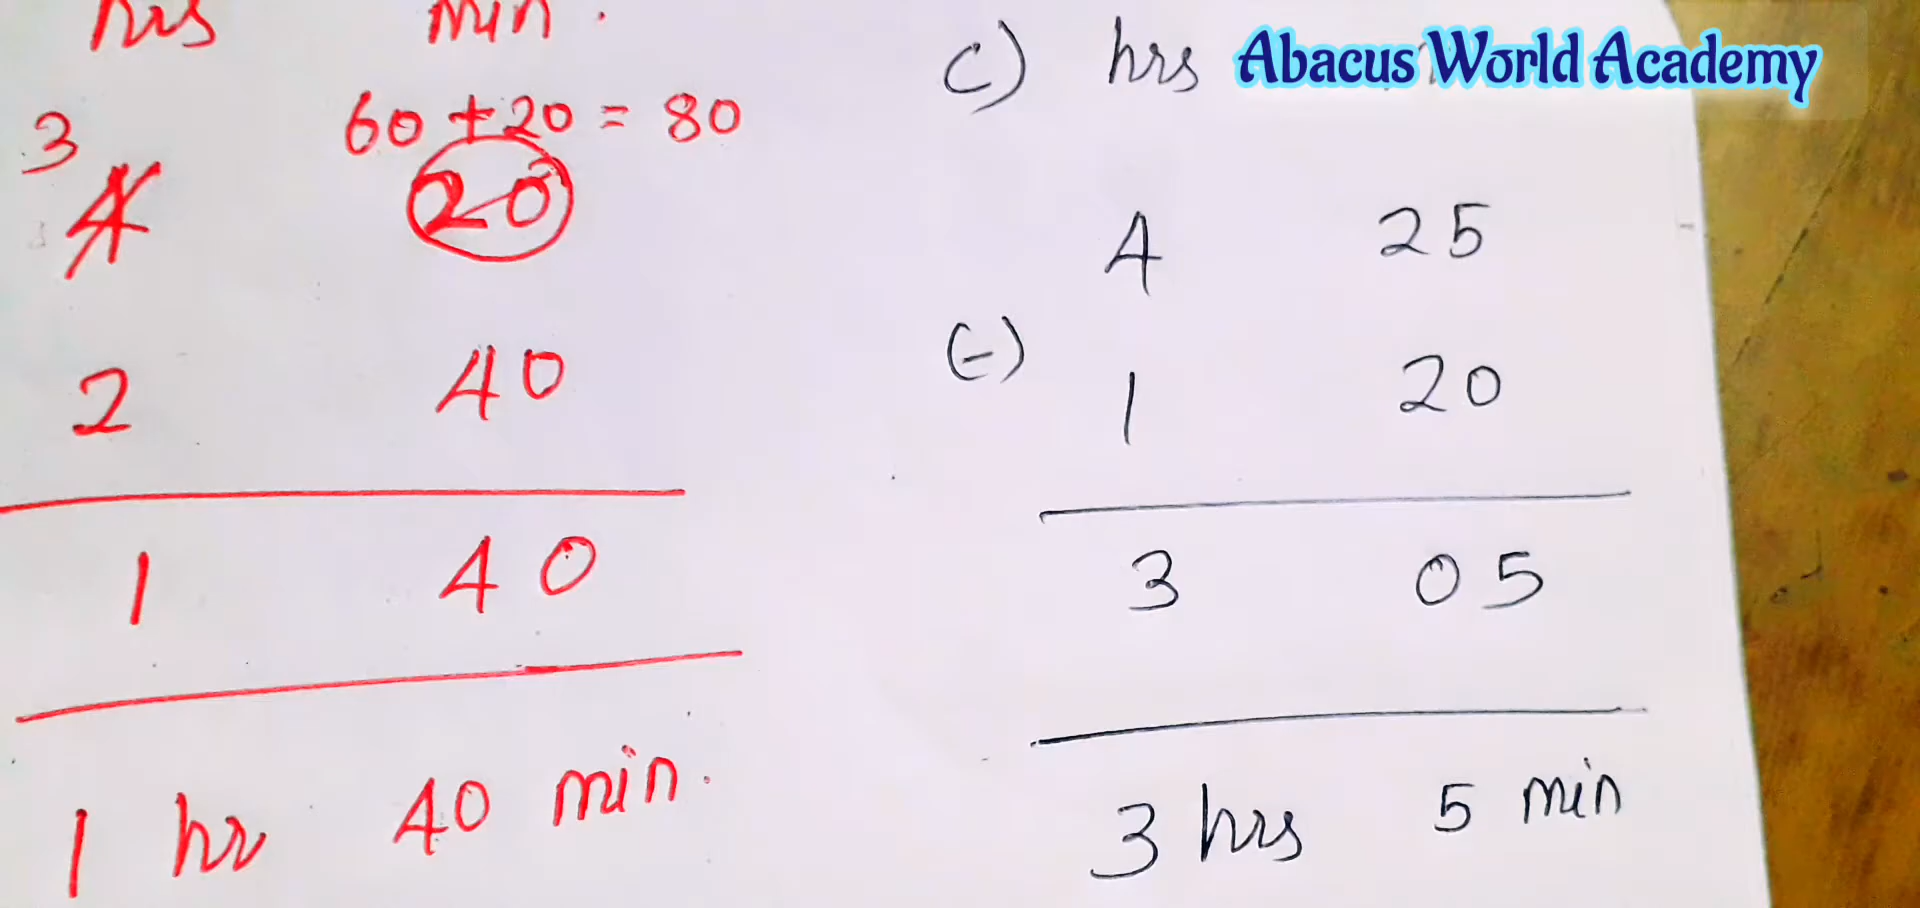 hrs min.
60 + 20 = 80
3
4 20
2 40
1 40
1 hr 40 min.
Abacus World Academy
c) hrs
4 25
(-)
1 20
3 05
3 hrs 5 min